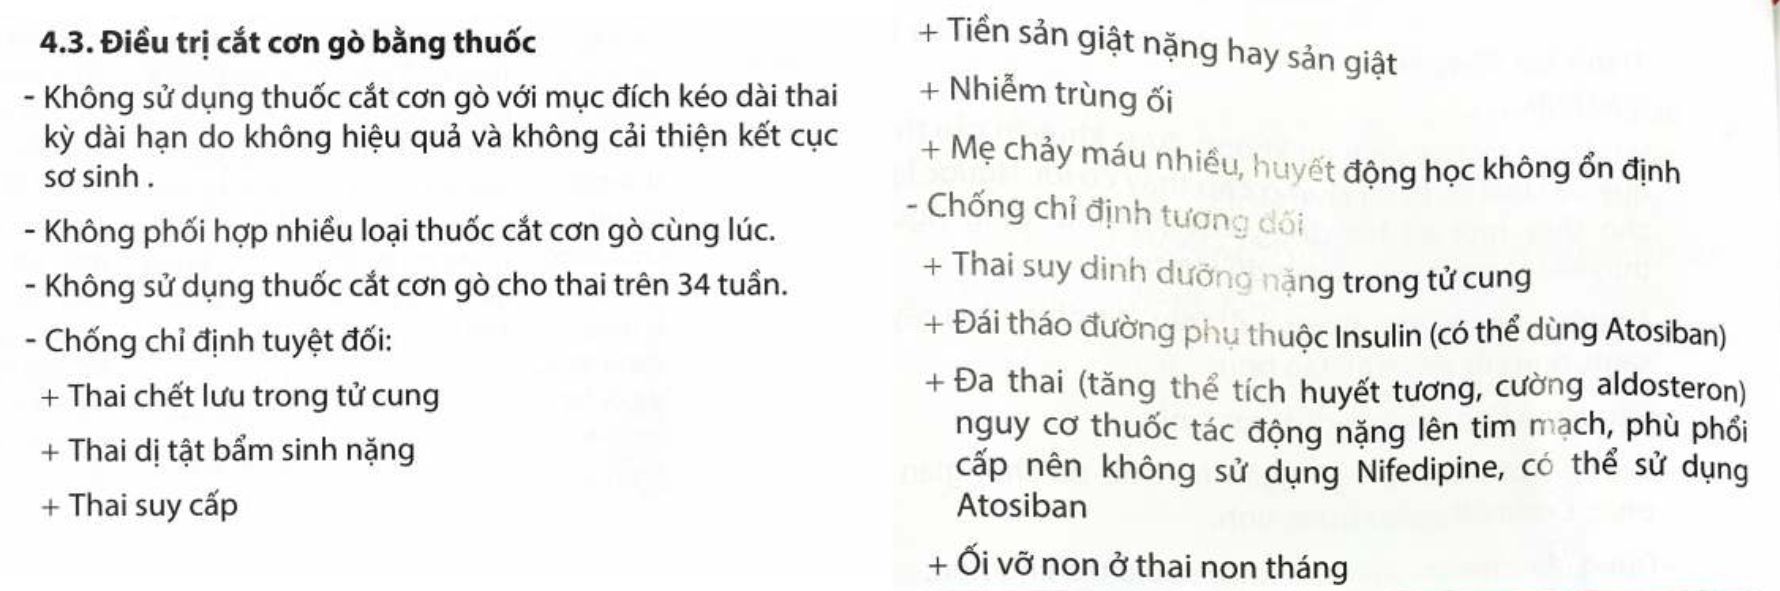 4.3. Điều trị cắt cơn gò bằng thuốc
- Không sử dụng thuốc cắt cơn gò với mục đích kéo dài thai
kỳ dài hạn do không hiệu quả và không cải thiện kết cục
sơ sinh .
- Không phối hợp nhiều loại thuốc cắt cơn gò cùng lúc.
- Không sử dụng thuốc cắt cơn gò cho thai trên 34 tuần.
- Chống chỉ định tuyệt đối:
+ Thai chết lưu trong tử cung
+ Thai dị tật bẩm sinh nặng
+ Thai suy cấp
+ Tiền sản giật nặng hay sản giật
+ Nhiễm trùng ối
+ Mẹ chảy máu nhiều, huyết động học không ổn định
- Chống chỉ định tương đối
+ Thai suy dinh dưỡng nặng trong tử cung
+ Đái tháo đường phụ thuộc Insulin (có thể dùng Atosiban)
+ Đa thai (tăng thể tích huyết tương, cường aldosteron)
nguy cơ thuốc tác động nặng lên tim mạch, phù phổi
cấp nên không sử dụng Nifedipine, có thể sử dụng
Atosiban
+ Ối vỡ non ở thai non tháng